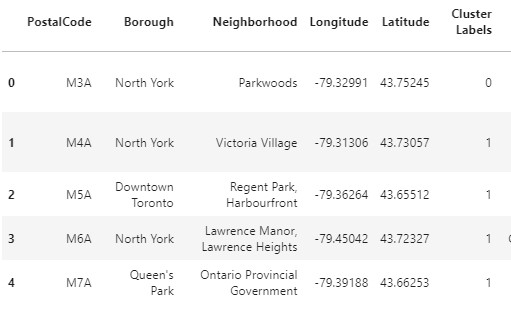 PostalCode Borough Neighborhood Longitude Latitude Cluster Labels
0 M3A North York Parkwoods -79.32991 43.75245 0
1 M4A North York Victoria Village -79.31306 43.73057 1
2 M5A Downtown Toronto Regent Park, Harbourfront -79.36264 43.65512 1
3 M6A North York Lawrence Manor, Lawrence Heights -79.45042 43.72327 1
4 M7A Queen's Park Ontario Provincial Government -79.39188 43.66253 1